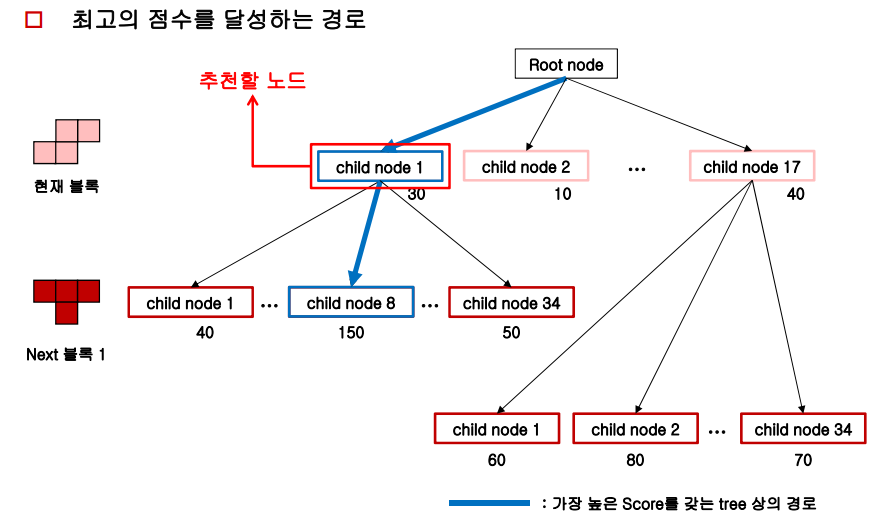 최고의 점수를 달성하는 경로
Root node
추천할 노드
child node 1
child node 2
...
child node 17
30
10
40
현재 블록
child node 1
...
child node 8
...
child node 34
40
150
50
Next 블록 1
child node 1
child node 2
...
child node 34
60
80
70
: 가장 높은 Score를 갖는 tree 상의 경로